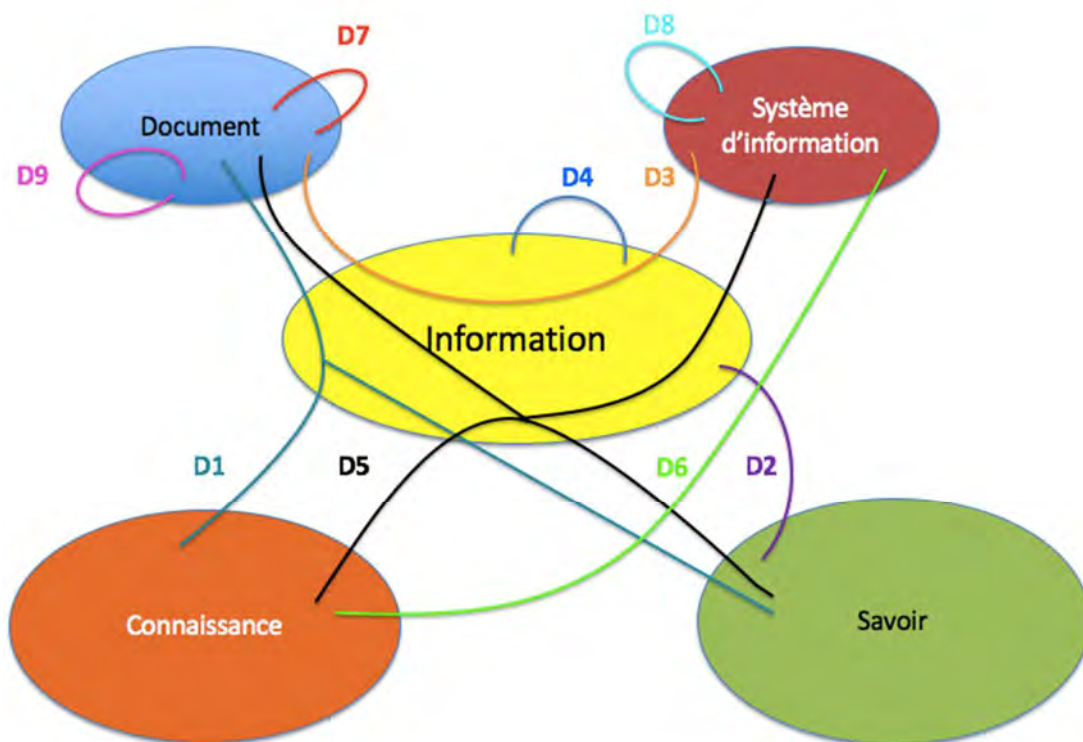 D7
D8
Document
Système
d'information
D9
D4
D3
Information
D1
D5
D6
D2
Connaissance
Savoir